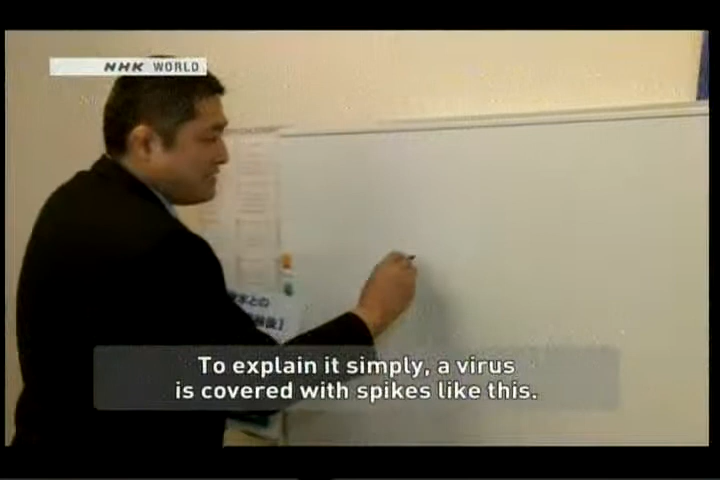 NHK WORLD
To explain it simply, a virus
is covered with spikes like this.